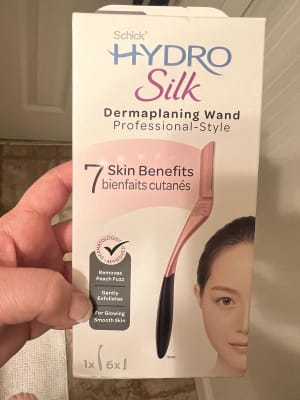 Schick®
HYDRO
Silk®
Dermaplaning Wand
Professional-Style
7 Skin Benefits
bienfaits cutanés
Removes
Peach Fuzz
Gently
Exfoliates
For Glowing
Smooth Skin
1x
6x